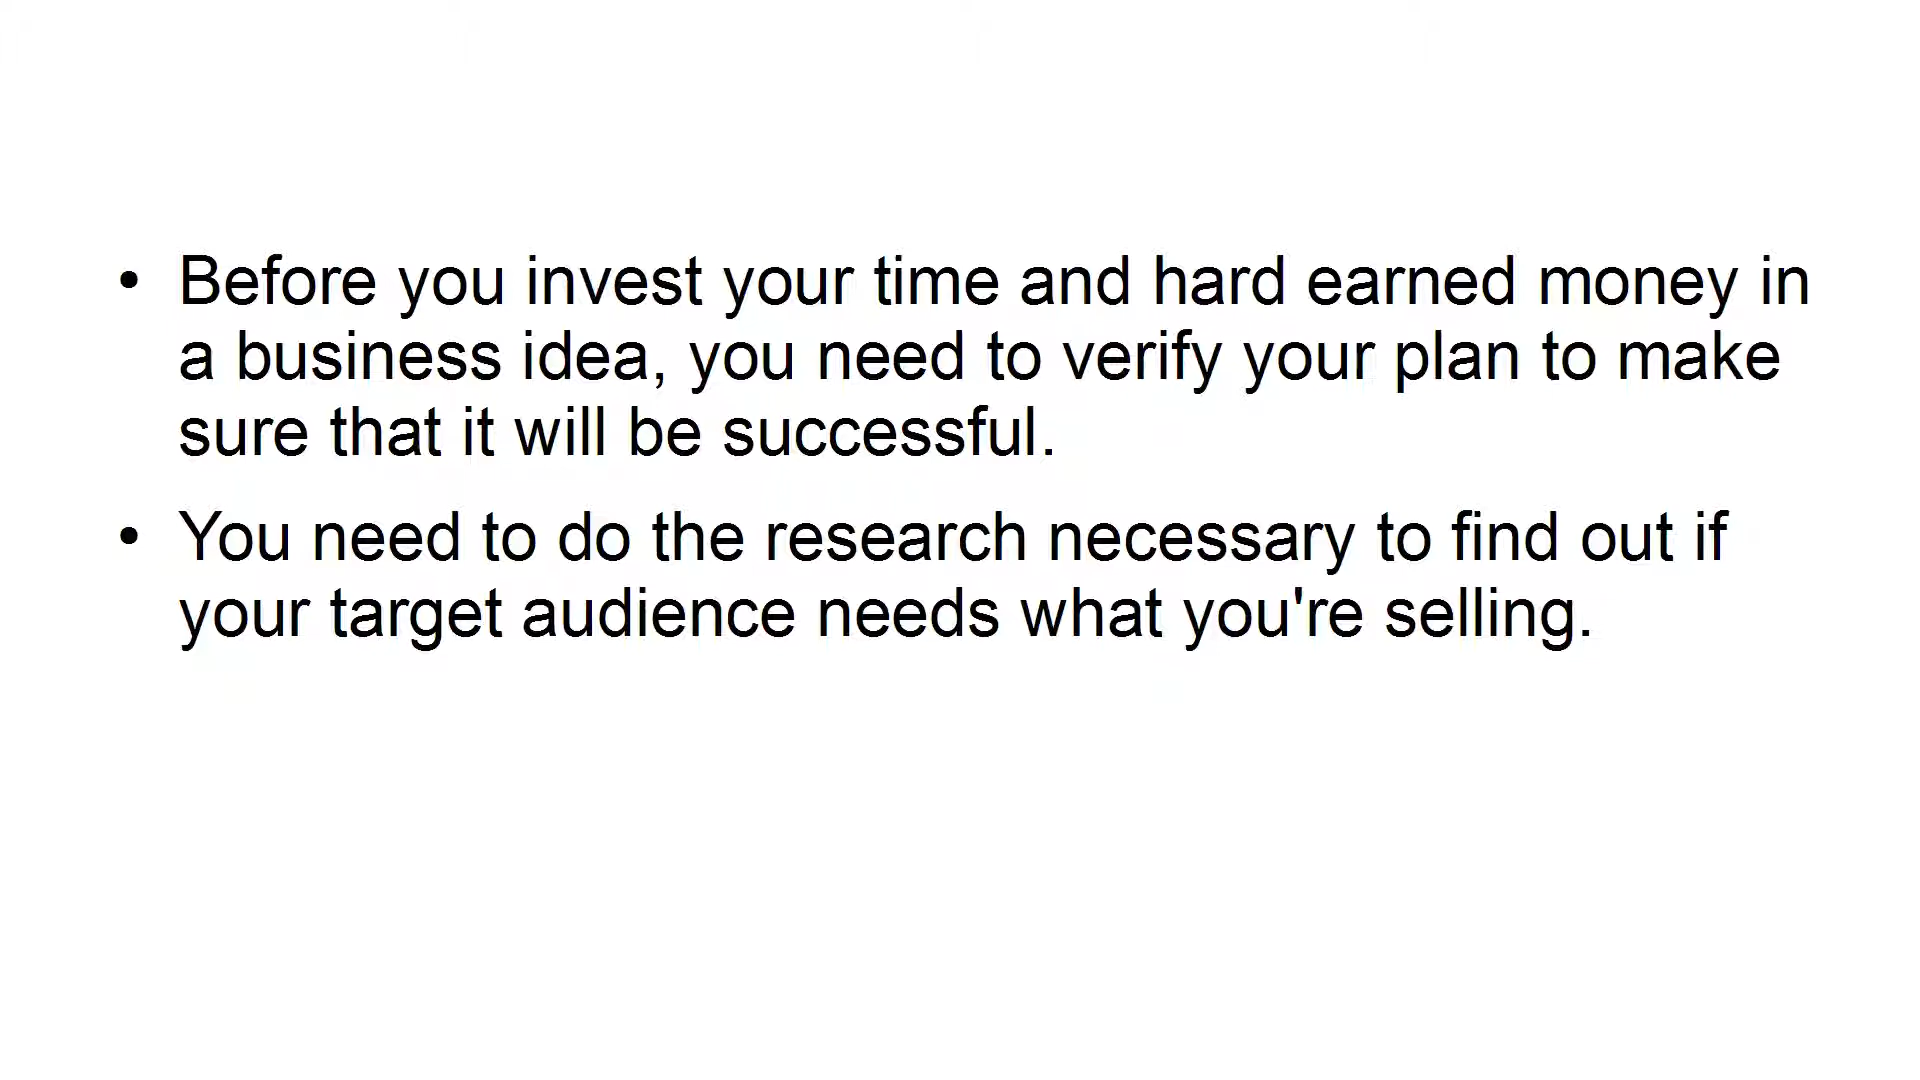 • Before you invest your time and hard earned money in
a business idea, you need to verify your plan to make
sure that it will be successful.
• You need to do the research necessary to find out if
your target audience needs what you're selling.